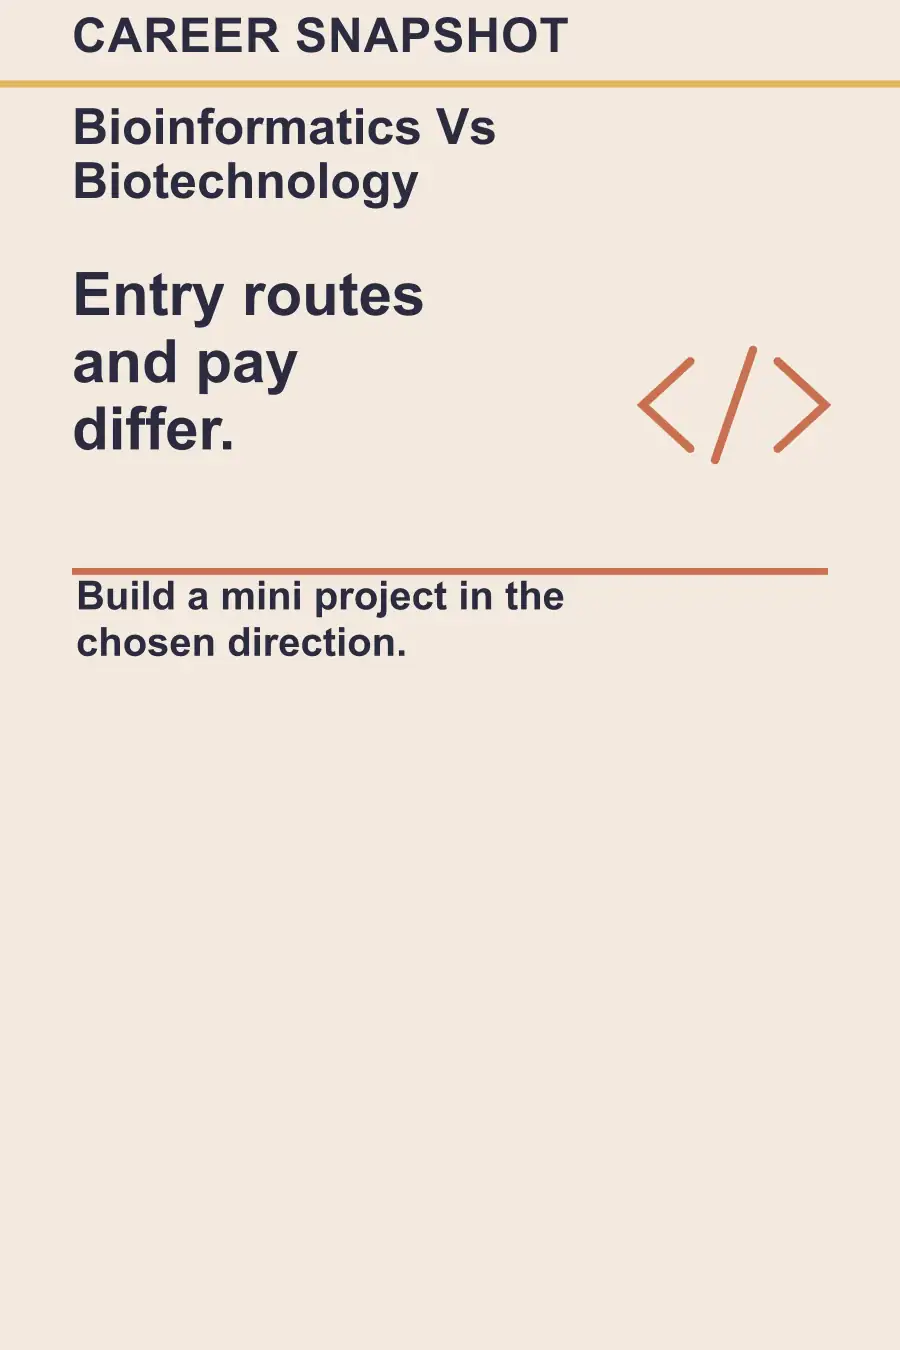 CAREER SNAPSHOT
Bioinformatics Vs
Biotechnology
Entry routes
and pay
differ.
Build a mini project in the
chosen direction.